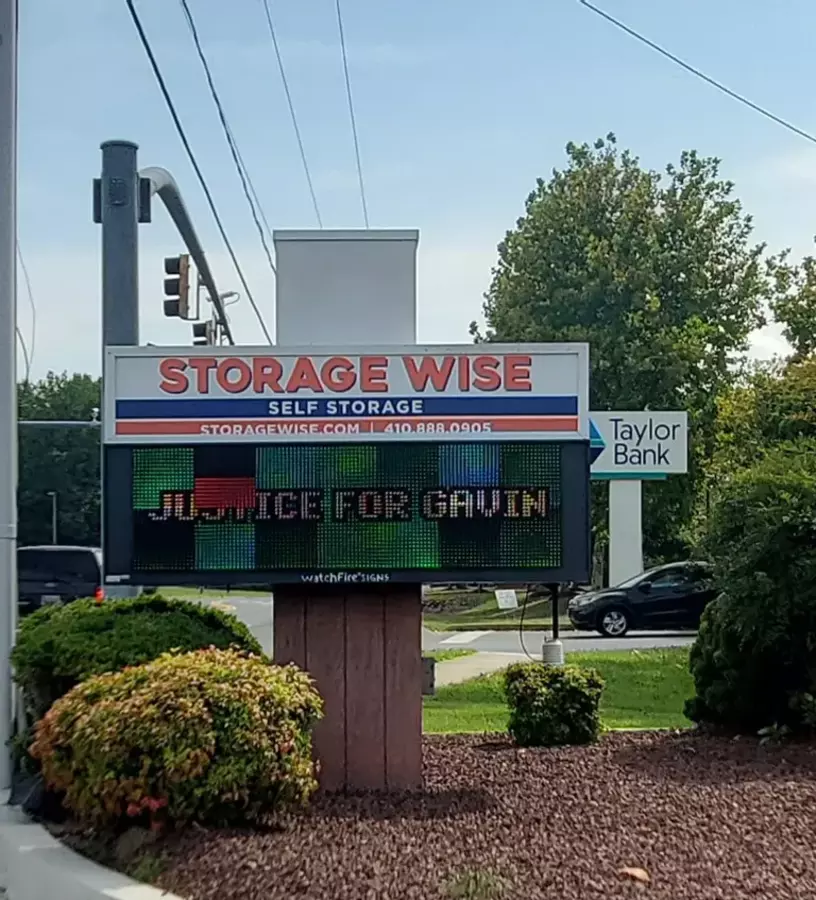 STORAGE WISE
SELF STORAGE
STORAGEWISE.COM | 410.888.0905
Taylor
Bank
JUSTICE FOR GAVIN
watchFire SIGNS